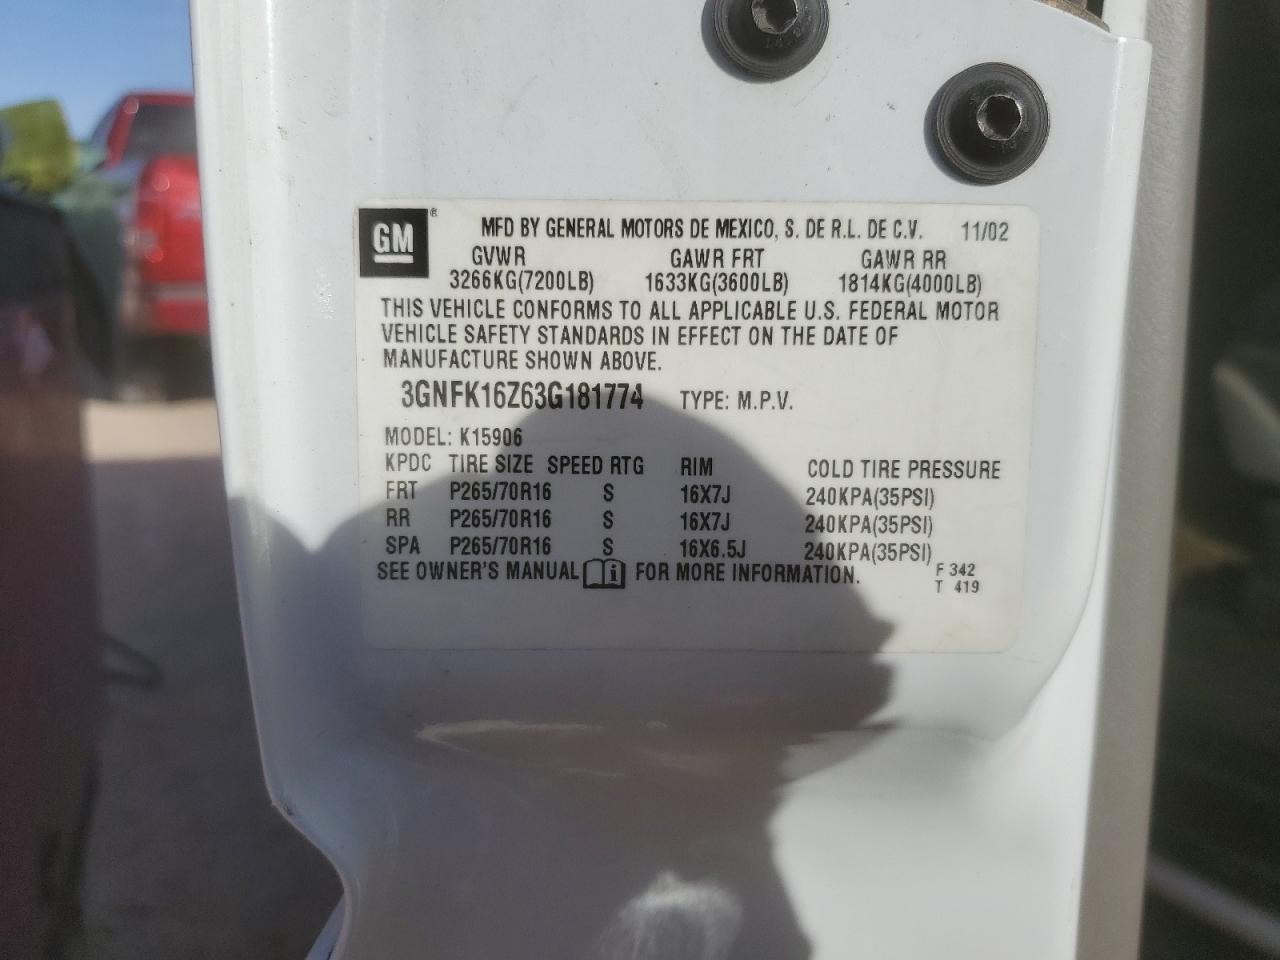 GM ® MFD BY GENERAL MOTORS DE MEXICO, S. DE R.L. DE C.V. 11/02
GVWR GAWR FRT GAWR RR
3266KG(7200LB) 1633KG(3600LB) 1814KG(4000LB)
THIS VEHICLE CONFORMS TO ALL APPLICABLE U.S. FEDERAL MOTOR
VEHICLE SAFETY STANDARDS IN EFFECT ON THE DATE OF
MANUFACTURE SHOWN ABOVE.
3GNFK16Z63G181774 TYPE: M.P.V.
MODEL: K15906
KPDC TIRE SIZE SPEED RTG RIM COLD TIRE PRESSURE
FRT P265/70R16 S 16X7J 240KPA(35PSI)
RR P265/70R16 S 16X7J 240KPA(35PSI)
SPA P265/70R16 S 16X6.5J 240KPA(35PSI)
SEE OWNER'S MANUAL i FOR MORE INFORMATION. F 342
T 419